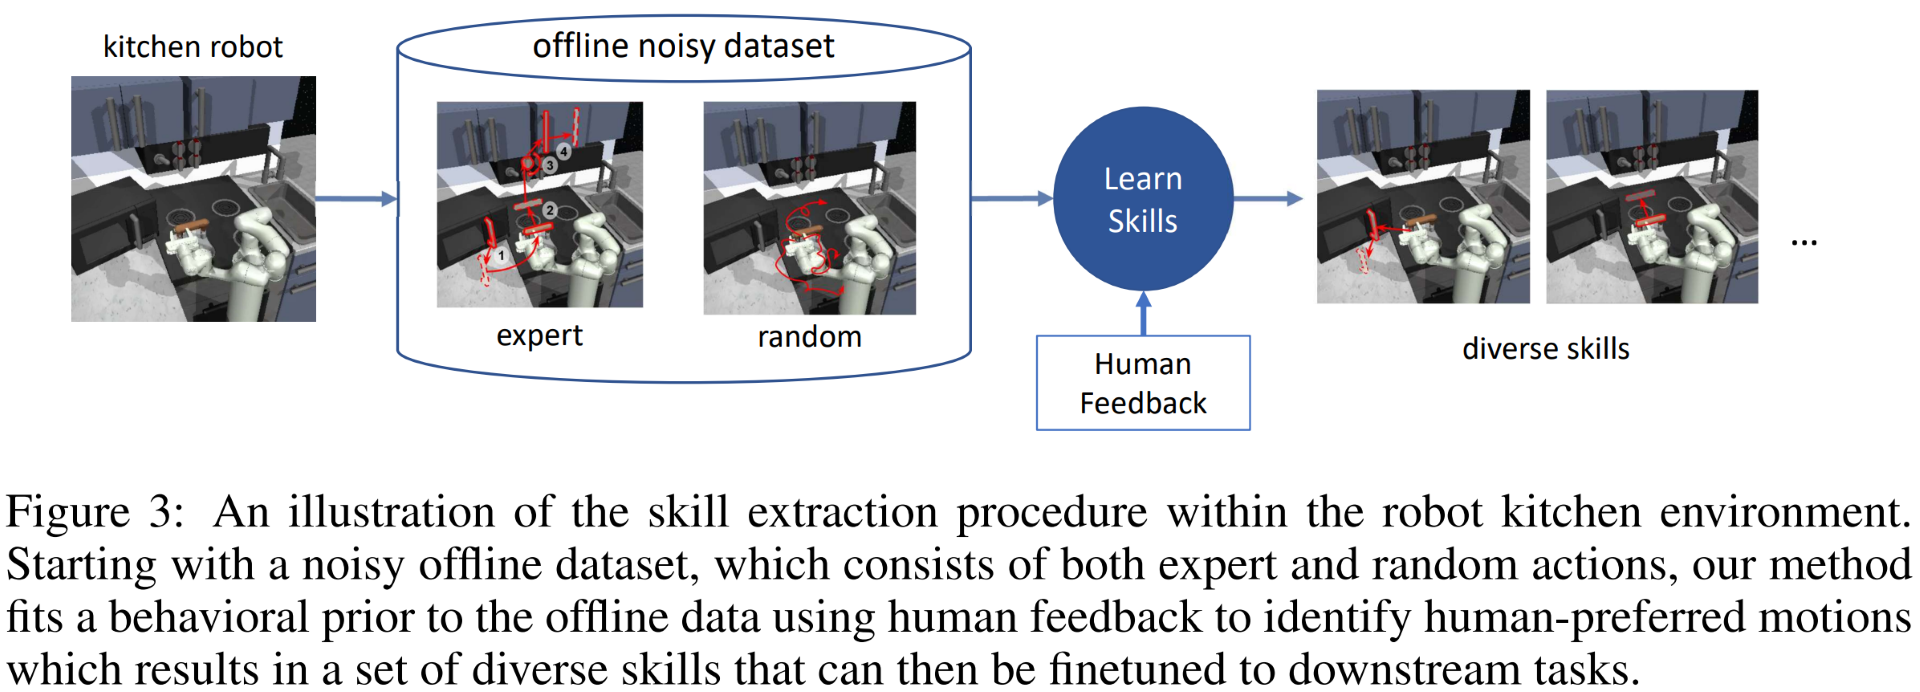 kitchen robot
offline noisy dataset
1
2
3
4
expert
random
Learn
Skills
Human
Feedback
diverse skills
...
Figure 3: An illustration of the skill extraction procedure within the robot kitchen environment.
Starting with a noisy offline dataset, which consists of both expert and random actions, our method
fits a behavioral prior to the offline data using human feedback to identify human-preferred motions
which results in a set of diverse skills that can then be finetuned to downstream tasks.